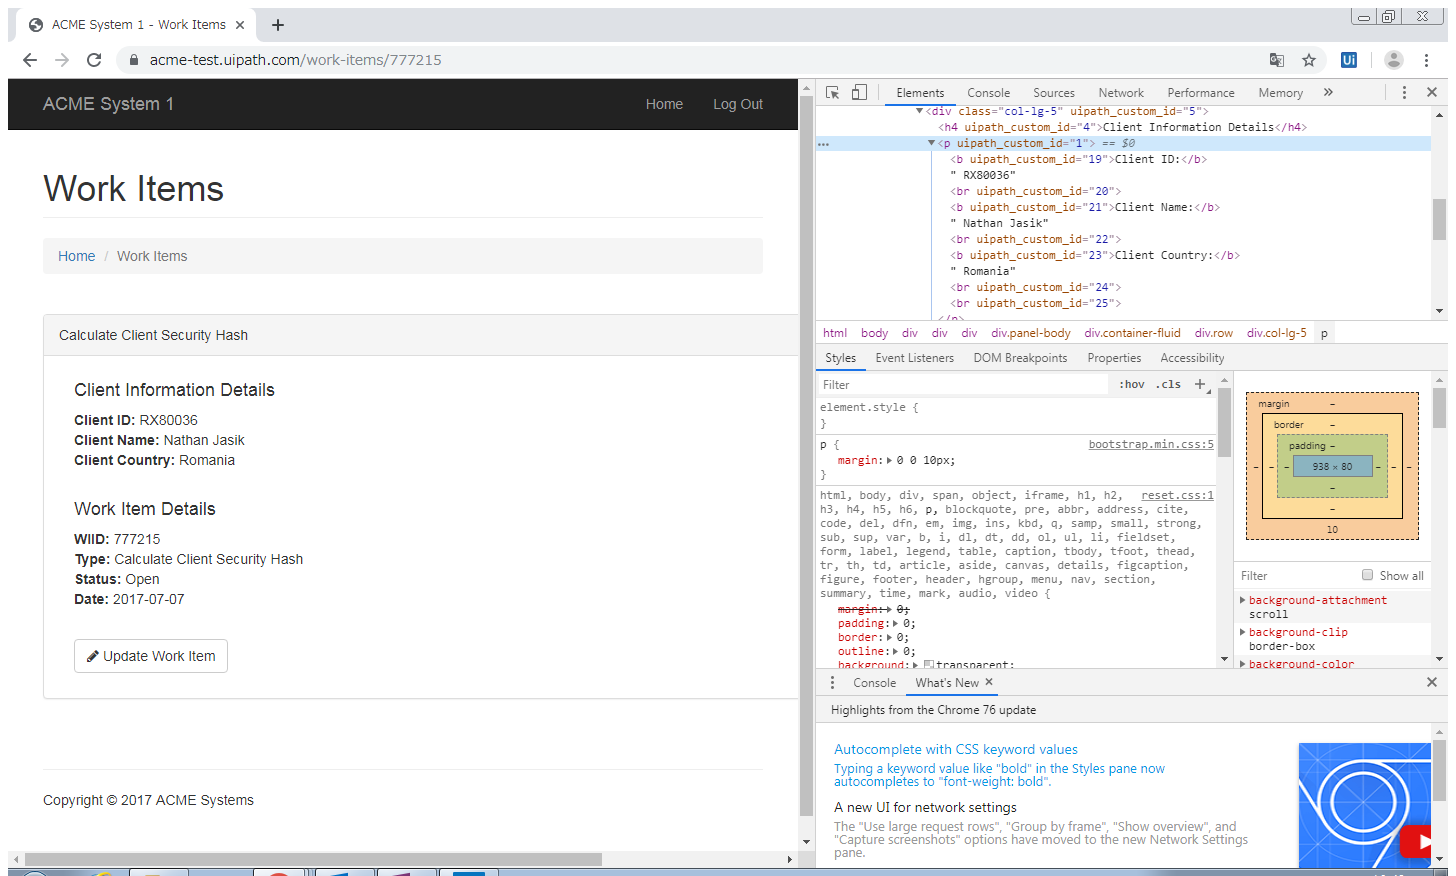 ACME System 1 - Work Items
acme-test.uipath.com/work-items/777215
Ui
ACME System 1
Home
Log Out
Work Items
Home / Work Items
Calculate Client Security Hash
Client Information Details
Client ID: RX80036
Client Name: Nathan Jasik
Client Country: Romania
Work Item Details
WIID: 777215
Type: Calculate Client Security Hash
Status: Open
Date: 2017-07-07
Update Work Item
Copyright © 2017 ACME Systems
Elements Console Sources Network Performance Memory »
<div class="col-lg-5" uipath_custom_id="5">
<h4 uipath_custom_id="4">Client Information Details</h4>
<p uipath_custom_id="1"> == $0
<b uipath_custom_id="19">Client ID:</b>
" RX80036"
<br uipath_custom_id="20">
<b uipath_custom_id="21">Client Name:</b>
" Nathan Jasik"
<br uipath_custom_id="22">
<b uipath_custom_id="23">Client Country:</b>
" Romania"
<br uipath_custom_id="24">
<br uipath_custom_id="25">
</p>
html body div div div div.panel-body div.container-fluid div.row div.col-lg-5 p
Styles Event Listeners DOM Breakpoints Properties Accessibility
Filter :hov .cls +
element.style {
}
p { bootstrap.min.css:5
margin: 0 0 10px;
}
html, body, div, span, object, iframe, h1, h2, reset.css:1
h3, h4, h5, h6, p, blockquote, pre, abbr, address, cite,
code, del, dfn, em, img, ins, kbd, q, samp, small, strong,
sub, sup, var, b, i, dl, dt, dd, ol, ul, li, fieldset,
form, label, legend, table, caption, tbody, tfoot, thead,
tr, th, td, article, aside, canvas, details, figcaption,
figure, footer, header, hgroup, menu, nav, section,
summary, time, mark, audio, video {
margin: 0;
padding: 0;
border: 0;
outline: 0;
background: transparent;
margin –
border –
padding –
– – – 938 × 80 – – –
–
–
10
Filter Show all
background-attachment
scroll
background-clip
border-box
background-color
Console What's New
Highlights from the Chrome 76 update
Autocomplete with CSS keyword values
Typing a keyword value like "bold" in the Styles pane now
autocompletes to "font-weight: bold".
A new UI for network settings
The "Use large request rows", "Group by frame", "Show overview", and
"Capture screenshots" options have moved to the new Network Settings
pane.